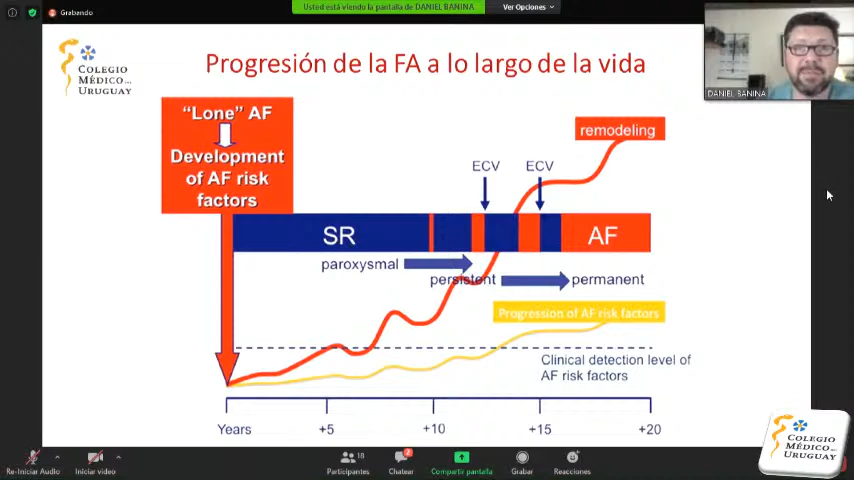 Grabando
Usted está viendo la pantalla de DANIEL BANINA
Ver Opciones
COLEGIO
MÉDICO DEL
URUGUAY
Progresión de la FA a lo largo de la vida
DANIEL BANINA
"Lone" AF
Development
of AF risk
factors
remodeling
ECV
ECV
SR
AF
paroxysmal
persistent
permanent
Progression of AF risk factors
Clinical detection level of
AF risk factors
Years
+5
+10
+15
+20
Re-Iniciar Audio
Iniciar video
18
Participantes
2
Chatear
Compartir pantalla
Grabar
Reacciones
COLEGIO
MÉDICO DEL
URUGUAY